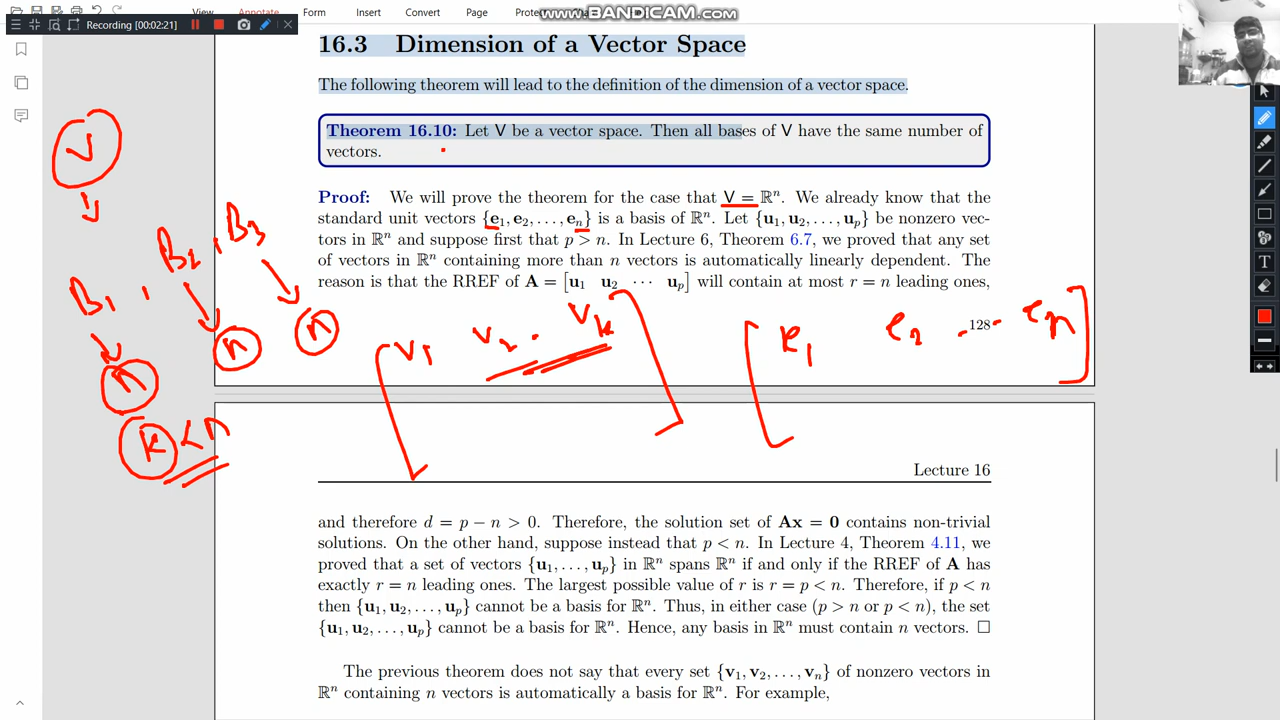 Form Insert Convert Page
www.BANDICAM.com
Recording [00:02:21]
16.3 Dimension of a Vector Space
The following theorem will lead to the definition of the dimension of a vector space.
Theorem 16.10: Let V be a vector space. Then all bases of V have the same number of
vectors.
Proof: We will prove the theorem for the case that V = ℝⁿ. We already know that the
standard unit vectors {e₁, e₂, . . . , eₙ} is a basis of ℝⁿ. Let {u₁, u₂, . . . , uₚ} be nonzero vec-
tors in ℝⁿ and suppose first that p > n. In Lecture 6, Theorem 6.7, we proved that any set
of vectors in ℝⁿ containing more than n vectors is automatically linearly dependent. The
reason is that the RREF of A = [u₁ u₂ ··· uₚ] will contain at most r = n leading ones,
V
B₁ , B₂ , B₃
n n n
k < n
[v₁ v₂ . vₖ]
[e₁ e₂ . . eₙ]
128
Lecture 16
and therefore d = p − n > 0. Therefore, the solution set of Ax = 0 contains non-trivial
solutions. On the other hand, suppose instead that p < n. In Lecture 4, Theorem 4.11, we
proved that a set of vectors {u₁, . . . , uₚ} in ℝⁿ spans ℝⁿ if and only if the RREF of A has
exactly r = n leading ones. The largest possible value of r is r = p < n. Therefore, if p < n
then {u₁, u₂, . . . , uₚ} cannot be a basis for ℝⁿ. Thus, in either case (p > n or p < n), the set
{u₁, u₂, . . . , uₚ} cannot be a basis for ℝⁿ. Hence, any basis in ℝⁿ must contain n vectors. □
The previous theorem does not say that every set {v₁, v₂, . . . , vₙ} of nonzero vectors in
ℝⁿ containing n vectors is automatically a basis for ℝⁿ. For example,